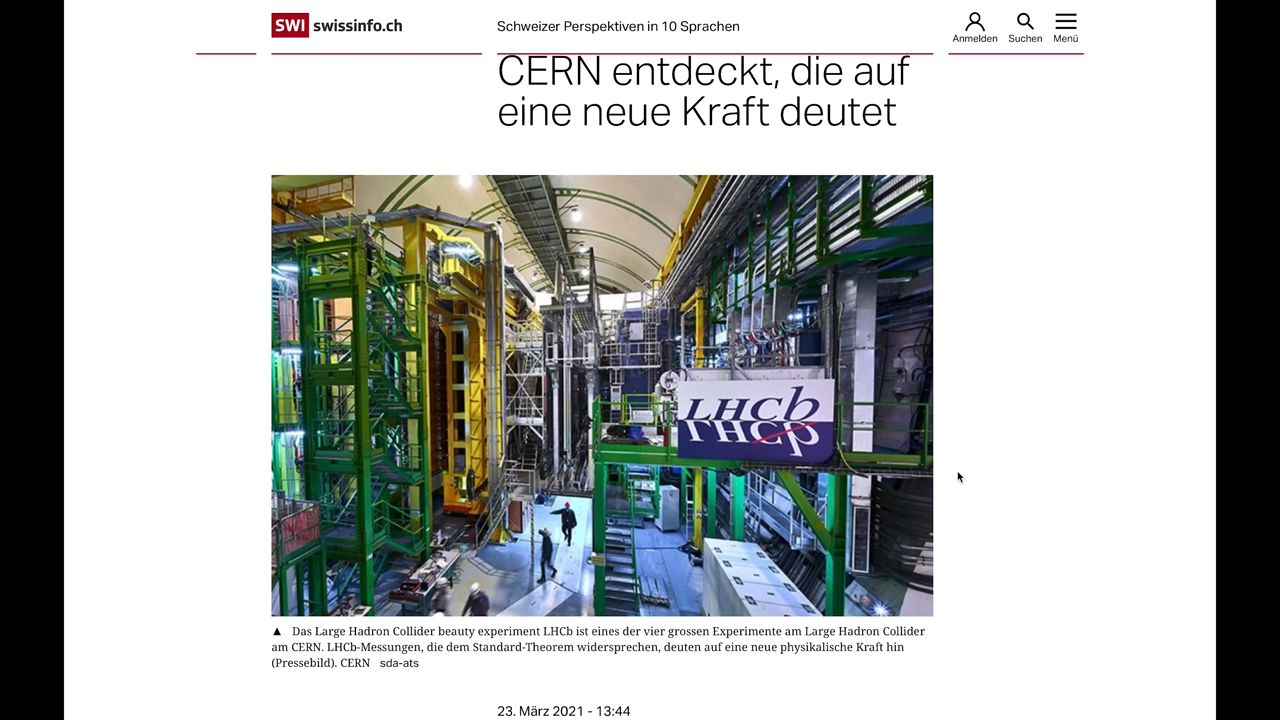 SWI swissinfo.ch
Schweizer Perspektiven in 10 Sprachen
Anmelden
Suchen
Menü
CERN entdeckt, die auf
eine neue Kraft deutet
LHCb
▲ Das Large Hadron Collider beauty experiment LHCb ist eines der vier grossen Experimente am Large Hadron Collider
am CERN. LHCb-Messungen, die dem Standard-Theorem widersprechen, deuten auf eine neue physikalische Kraft hin
(Pressebild). CERN sda-ats
23. März 2021 - 13:44